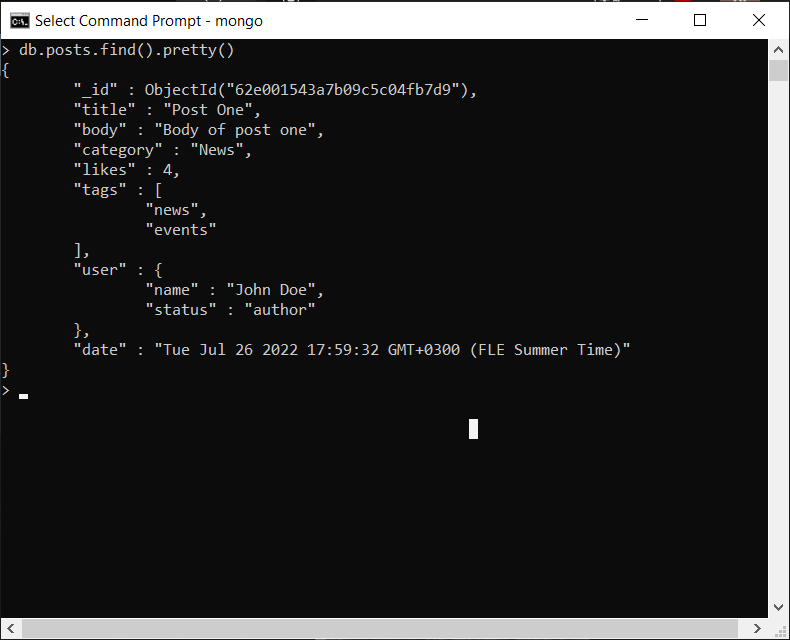 Select Command Prompt - mongo
> db.posts.find().pretty()
{
        "_id" : ObjectId("62e001543a7b09c5c04fb7d9"),
        "title" : "Post One",
        "body" : "Body of post one",
        "category" : "News",
        "likes" : 4,
        "tags" : [
                "news",
                "events"
        ],
        "user" : {
                "name" : "John Doe",
                "status" : "author"
        },
        "date" : "Tue Jul 26 2022 17:59:32 GMT+0300 (FLE Summer Time)"
}
>